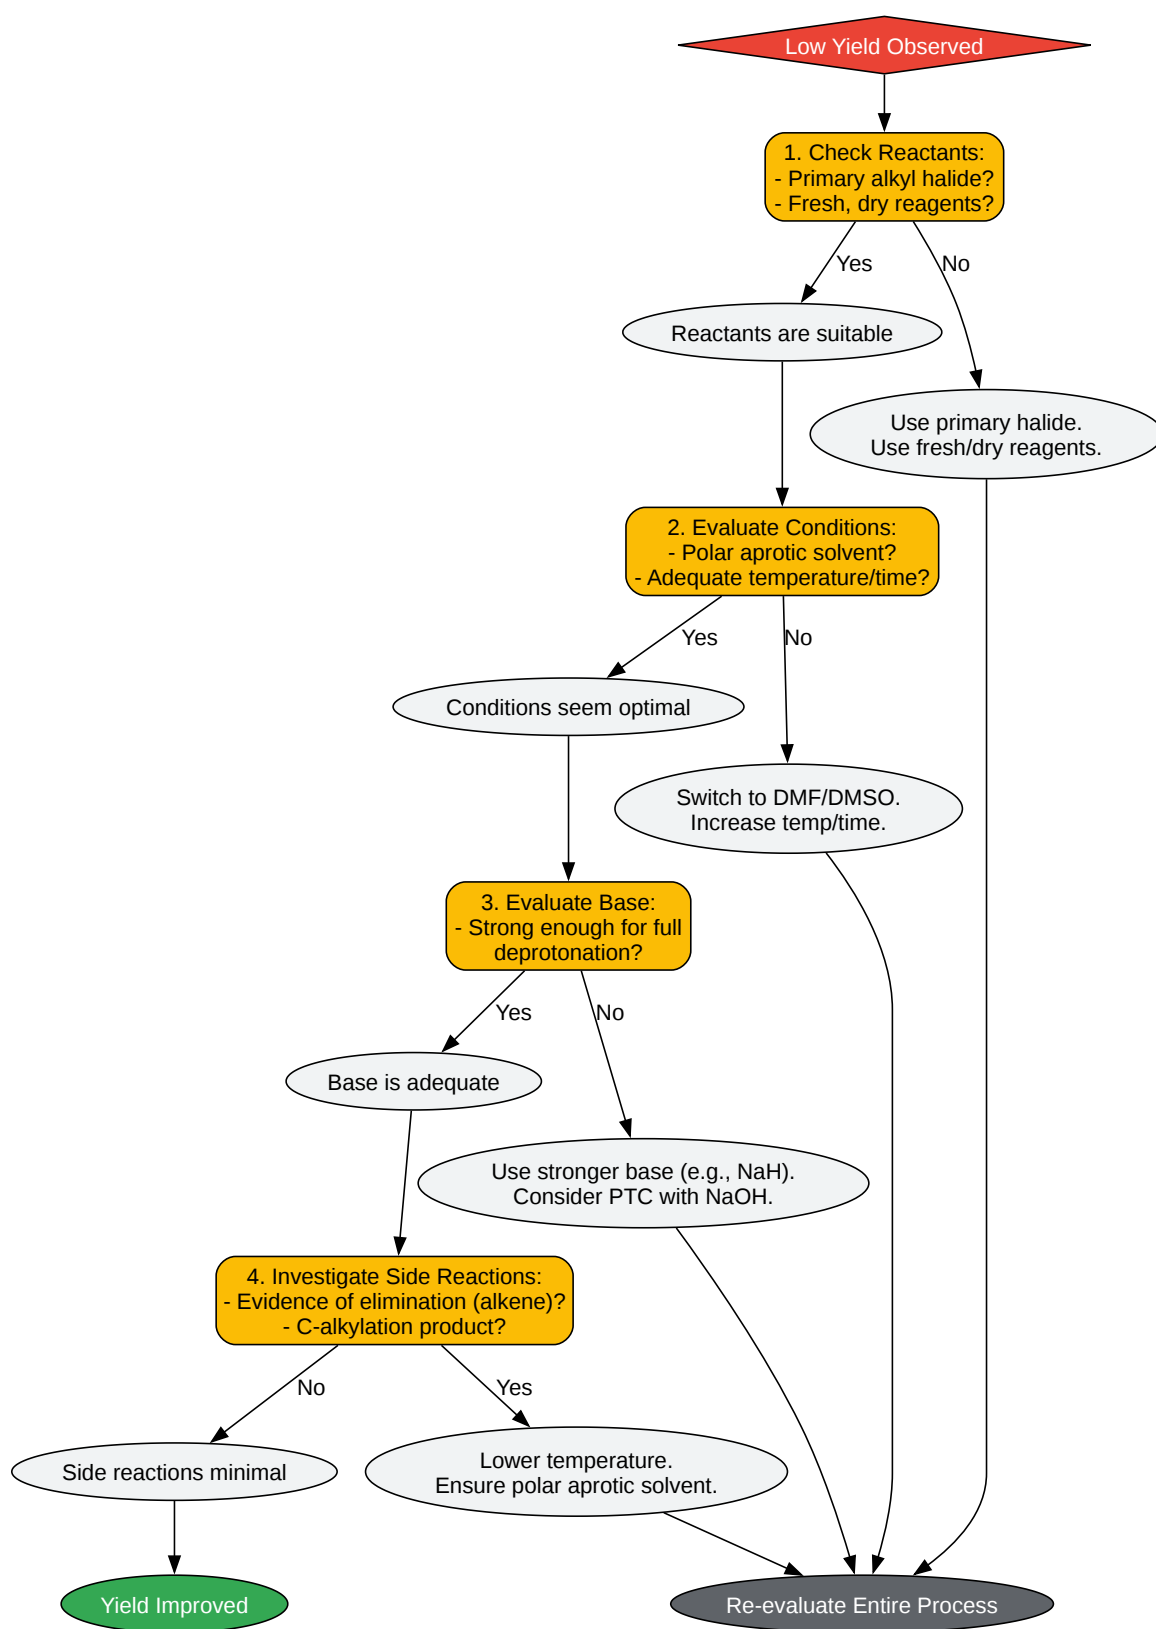 Low Yield Observed
1. Check Reactants:
- Primary alkyl halide?
- Fresh, dry reagents?
Yes
No
Reactants are suitable
Use primary halide.
Use fresh/dry reagents.
2. Evaluate Conditions:
- Polar aprotic solvent?
- Adequate temperature/time?
Yes
No
Conditions seem optimal
Switch to DMF/DMSO.
Increase temp/time.
3. Evaluate Base:
- Strong enough for full
deprotonation?
Yes
No
Base is adequate
Use stronger base (e.g., NaH).
Consider PTC with NaOH.
4. Investigate Side Reactions:
- Evidence of elimination (alkene)?
- C-alkylation product?
No
Yes
Side reactions minimal
Lower temperature.
Ensure polar aprotic solvent.
Yield Improved
Re-evaluate Entire Process